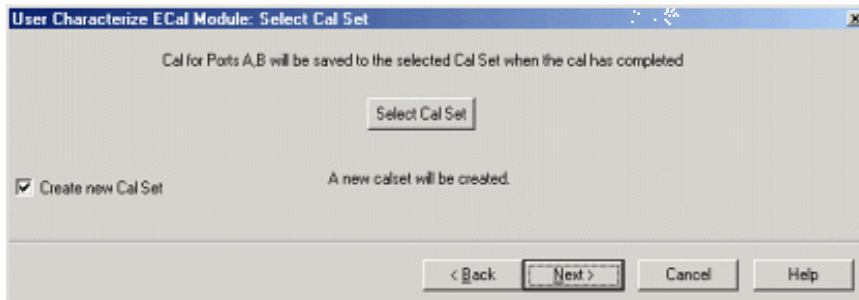 User Characterize ECal Module: Select Cal Set
Cal for Ports A,B will be saved to the selected Cal Set when the cal has completed
Select Cal Set
Create new Cal Set
A new calset will be created.
< Back
Next >
Cancel
Help